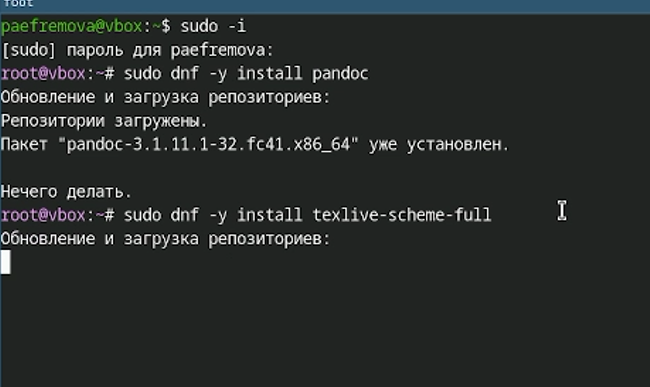 root
paefremova@vbox:~$ sudo -i
[sudo] пароль для paefremova:
root@vbox:~# sudo dnf -y install pandoc
Обновление и загрузка репозиториев:
Репозитории загружены.
Пакет "pandoc-3.1.11.1-32.fc41.x86_64" уже установлен.
Нечего делать.
root@vbox:~# sudo dnf -y install texlive-scheme-full
Обновление и загрузка репозиториев: